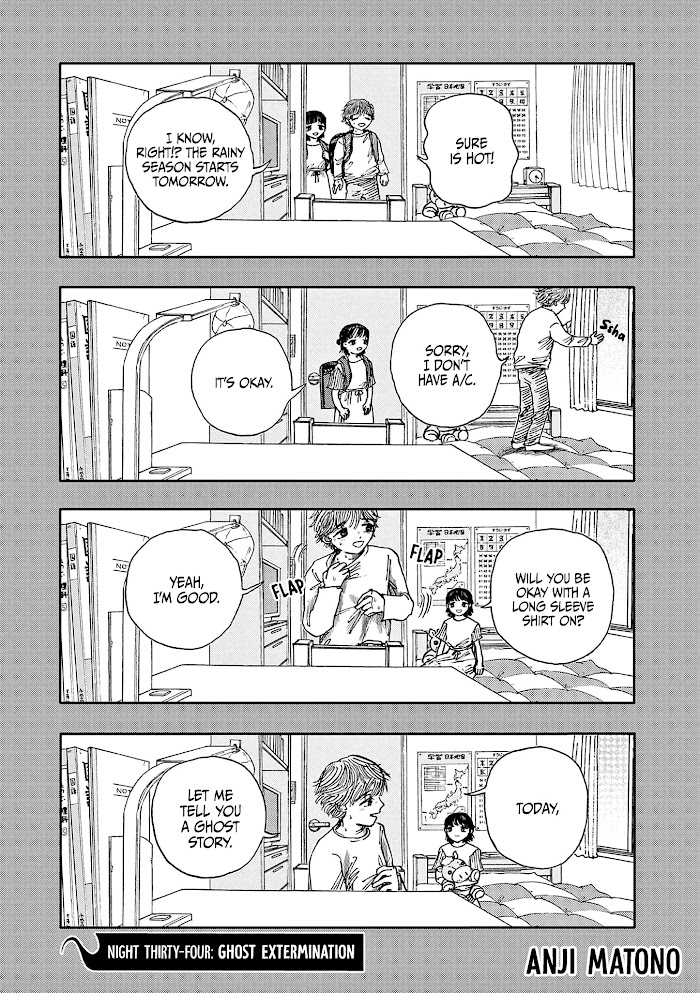 SURE
IS HOT!
I KNOW,
RIGHT!? THE RAINY
SEASON STARTS
TOMORROW.
Ssha
SORRY,
I DON'T
HAVE A/C.
IT'S OKAY.
WILL YOU BE
OKAY WITH A
LONG SLEEVE
SHIRT ON?
FLAP
FLAP
YEAH,
I'M GOOD.
TODAY,
LET ME
TELL YOU
A GHOST
STORY.
NIGHT THIRTY-FOUR: GHOST EXTERMINATION
ANJI MATONO